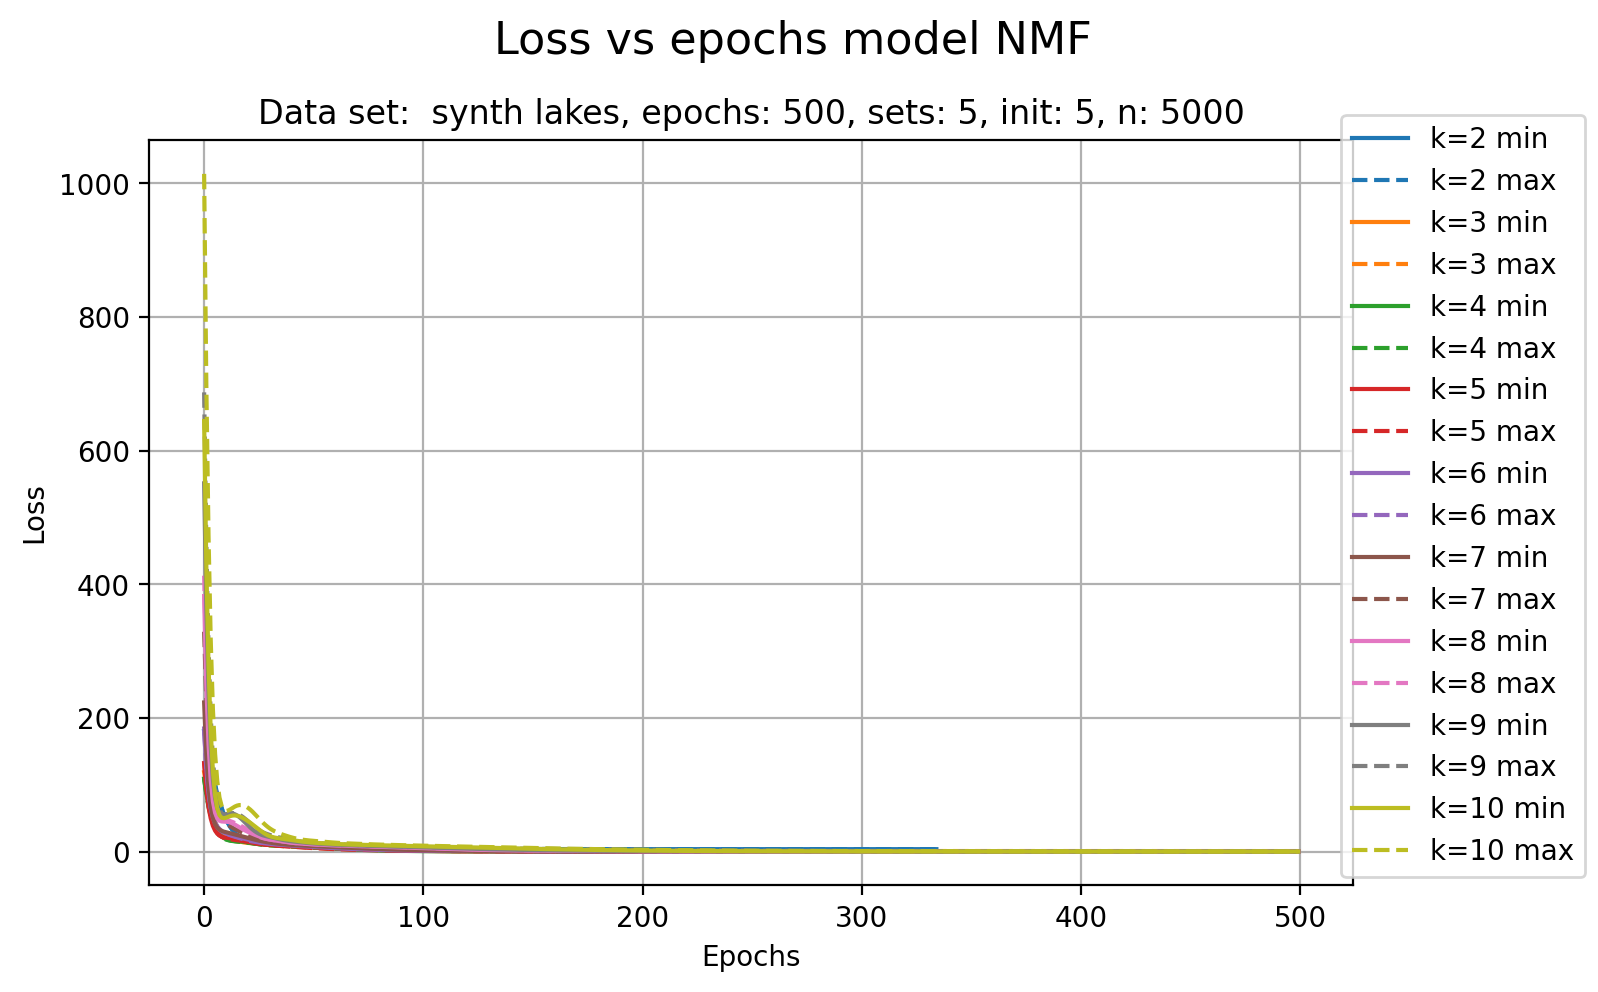 Loss vs epochs model NMF
Data set:  synth lakes, epochs: 500, sets: 5, init: 5, n: 5000
1000
800
600
400
200
0
Loss
0 100 200 300 400 500
Epochs
k=2 min
k=2 max
k=3 min
k=3 max
k=4 min
k=4 max
k=5 min
k=5 max
k=6 min
k=6 max
k=7 min
k=7 max
k=8 min
k=8 max
k=9 min
k=9 max
k=10 min
k=10 max